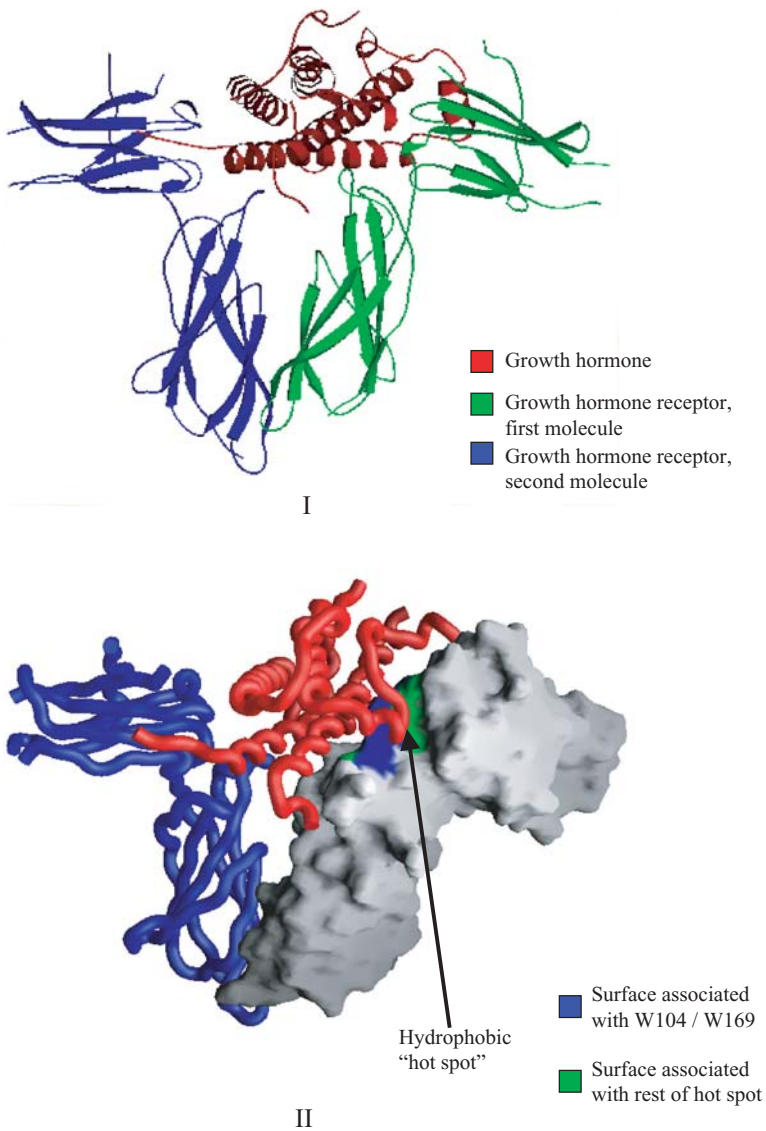 Growth hormone
Growth hormone receptor,
first molecule
Growth hormone receptor,
second molecule
I
Hydrophobic
“hot spot”
Surface associated
with W104 / W169
Surface associated
with rest of hot spot
II